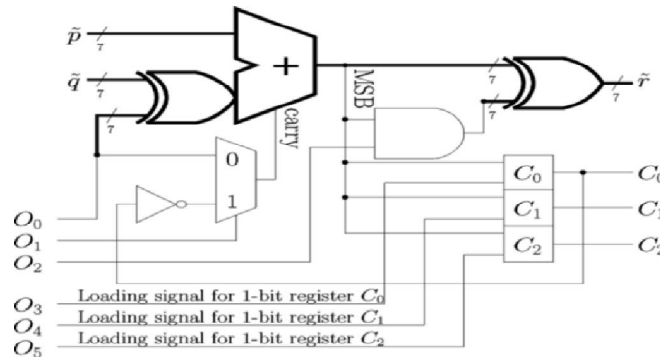 p̃ 7
q̃ 7
7
+
MSB
carry
7
7
r̃
7
0
1
O₀
O₁
O₂
C₀ C₀
C₁ C₁
C₂ C₂
O₃ Loading signal for 1-bit register C₀
O₄ Loading signal for 1-bit register C₁
O₅ Loading signal for 1-bit register C₂